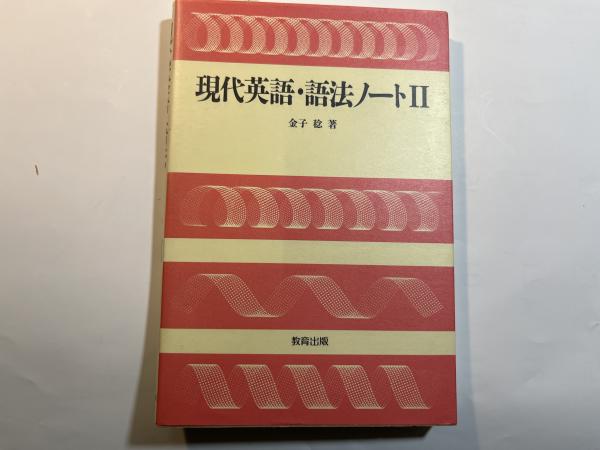 現代英語・語法ノートII
金子 稔 著
教育出版